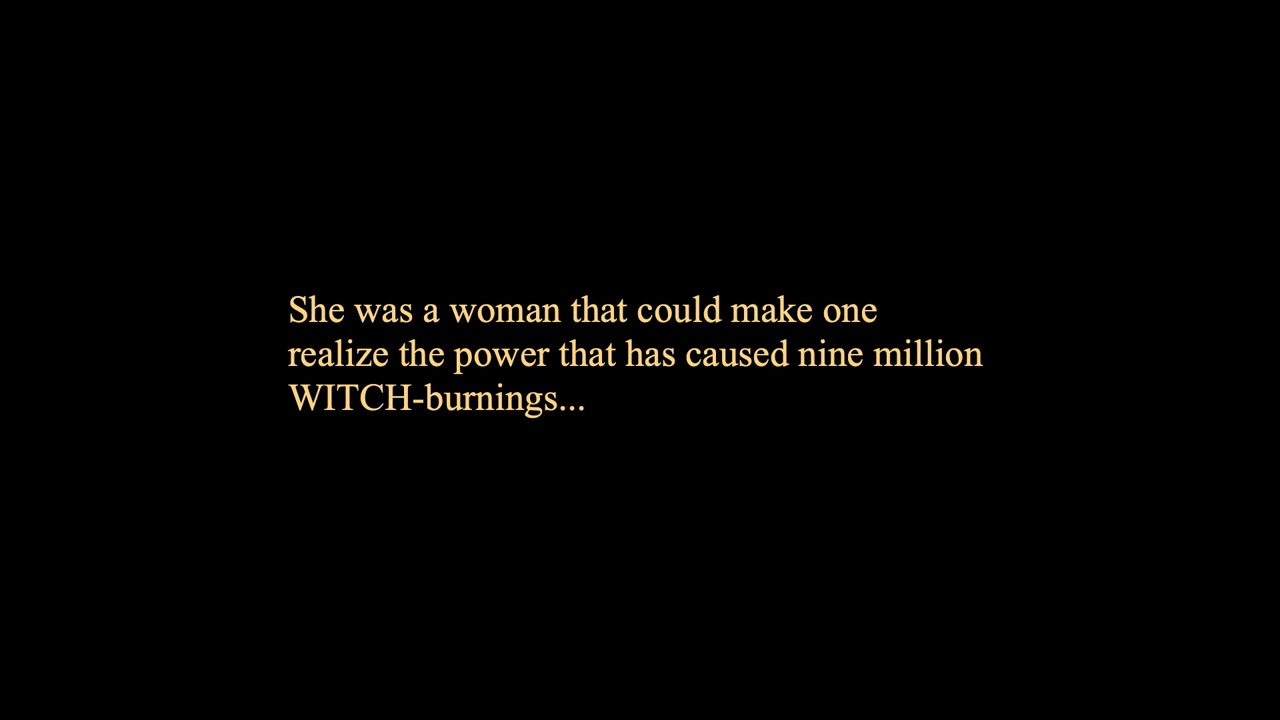 She was a woman that could make one
realize the power that has caused nine million
WITCH-burnings...